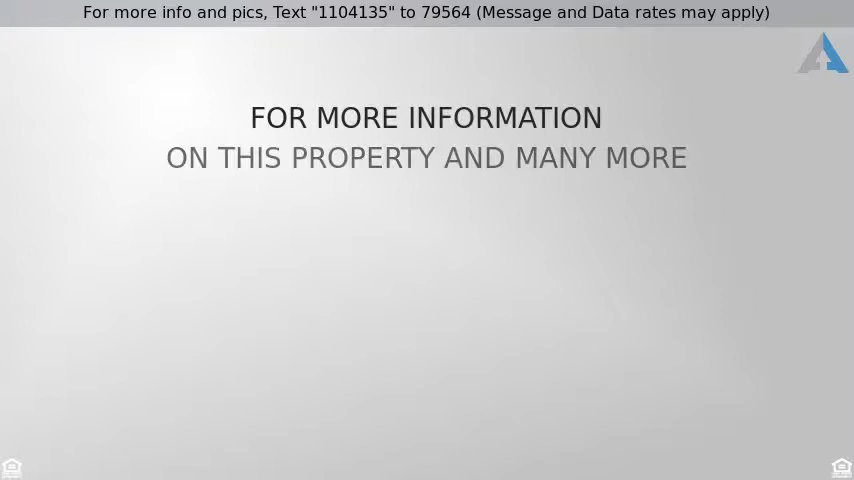 For more info and pics, Text "1104135" to 79564 (Message and Data rates may apply)
FOR MORE INFORMATION
ON THIS PROPERTY AND MANY MORE